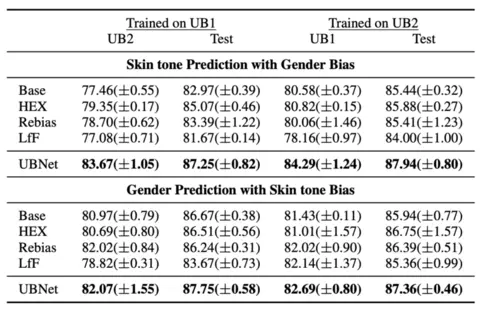 Trained on UB1 Trained on UB2
UB2 Test UB1 Test
Skin tone Prediction with Gender Bias
Base 77.46(±0.55) 82.97(±0.39) 80.58(±0.37) 85.44(±0.32)
HEX 79.35(±0.17) 85.07(±0.46) 80.82(±0.15) 85.88(±0.27)
Rebias 78.70(±0.62) 83.39(±1.22) 80.06(±1.46) 85.41(±1.23)
LfF 77.08(±0.71) 81.67(±0.14) 78.16(±0.97) 84.00(±1.00)
UBNet 83.67(±1.05) 87.25(±0.82) 84.29(±1.24) 87.94(±0.80)
Gender Prediction with Skin tone Bias
Base 80.97(±0.79) 86.67(±0.38) 81.43(±0.11) 85.94(±0.77)
HEX 80.69(±0.80) 86.51(±0.56) 81.01(±1.57) 86.75(±1.57)
Rebias 82.02(±0.84) 86.24(±0.31) 82.02(±0.90) 86.39(±0.51)
LfF 78.82(±0.31) 83.67(±0.73) 82.14(±1.37) 85.36(±0.99)
UBNet 82.07(±1.55) 87.75(±0.58) 82.69(±0.80) 87.36(±0.46)